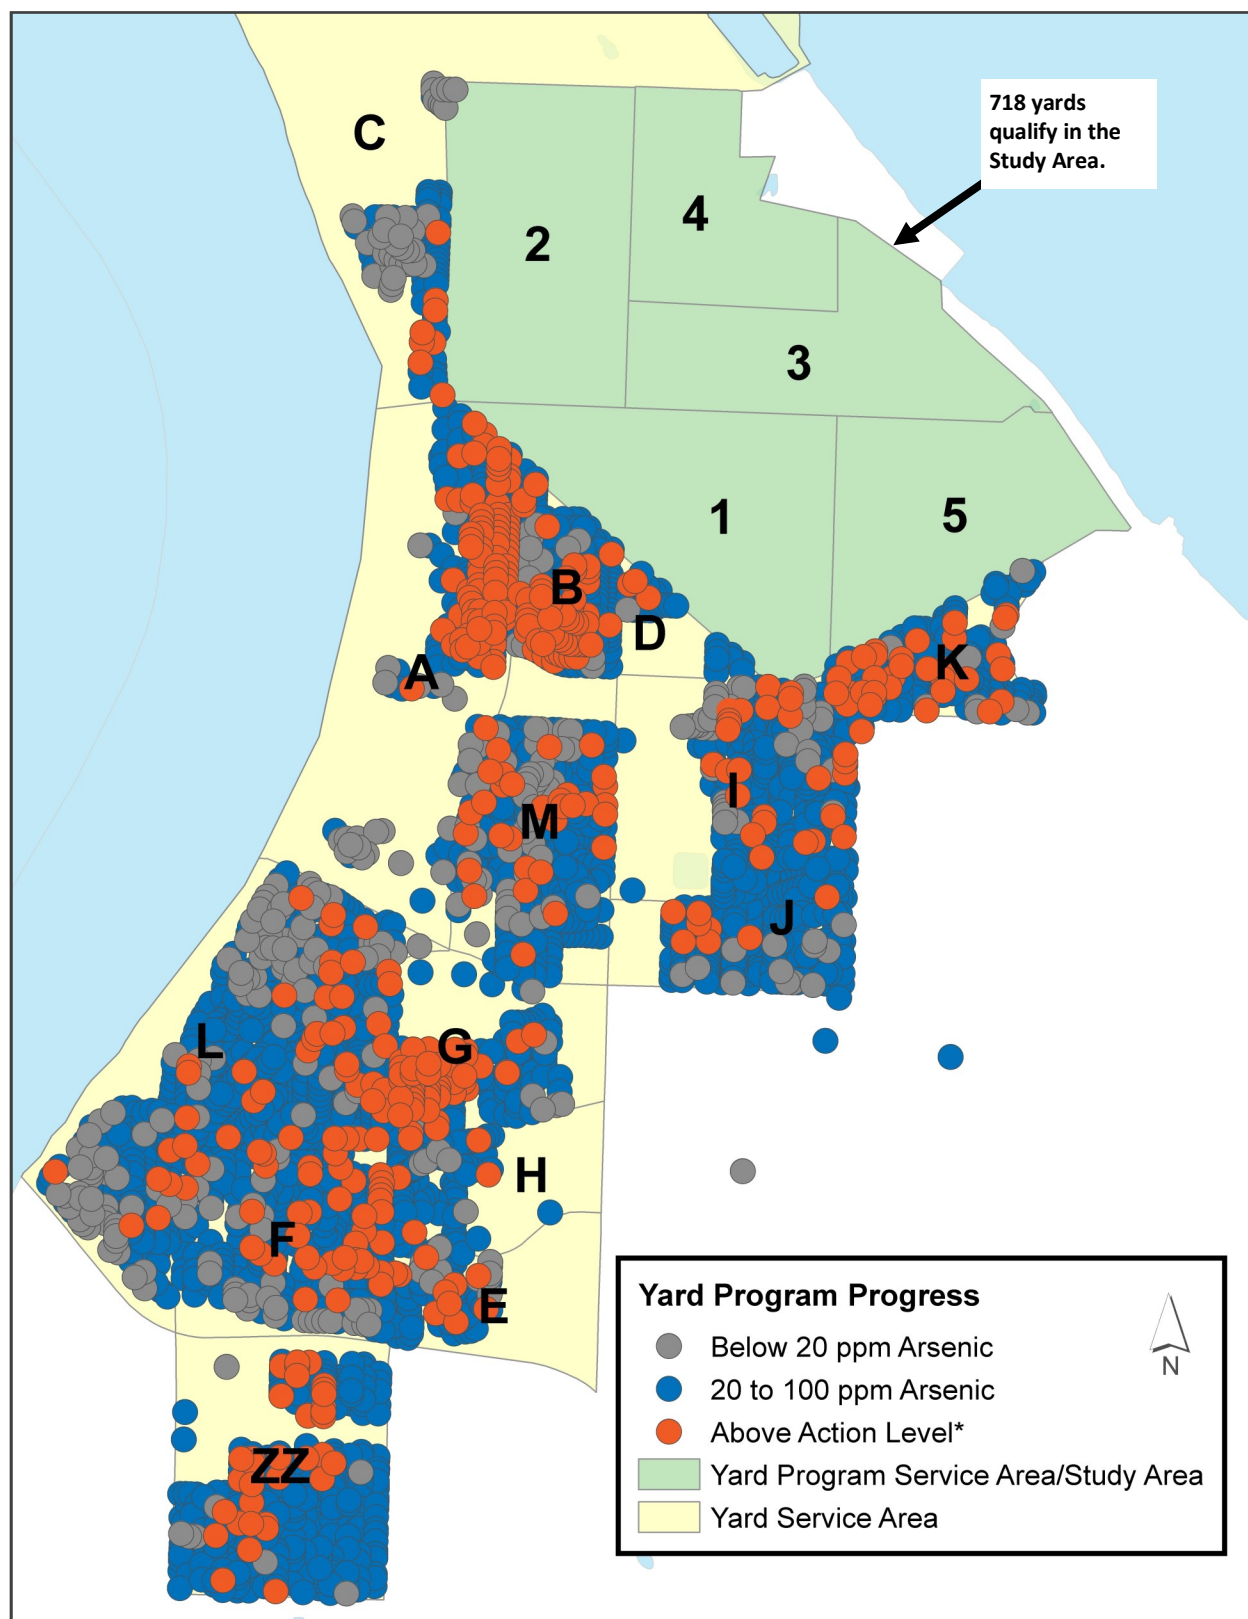 718 yards
qualify in the
Study Area.
C
2
4
3
1
5
B
D
A
K
I
M
J
L
G
H
F
E
ZZ
Yard Program Progress
Below 20 ppm Arsenic
20 to 100 ppm Arsenic
Above Action Level*
Yard Program Service Area/Study Area
Yard Service Area
N